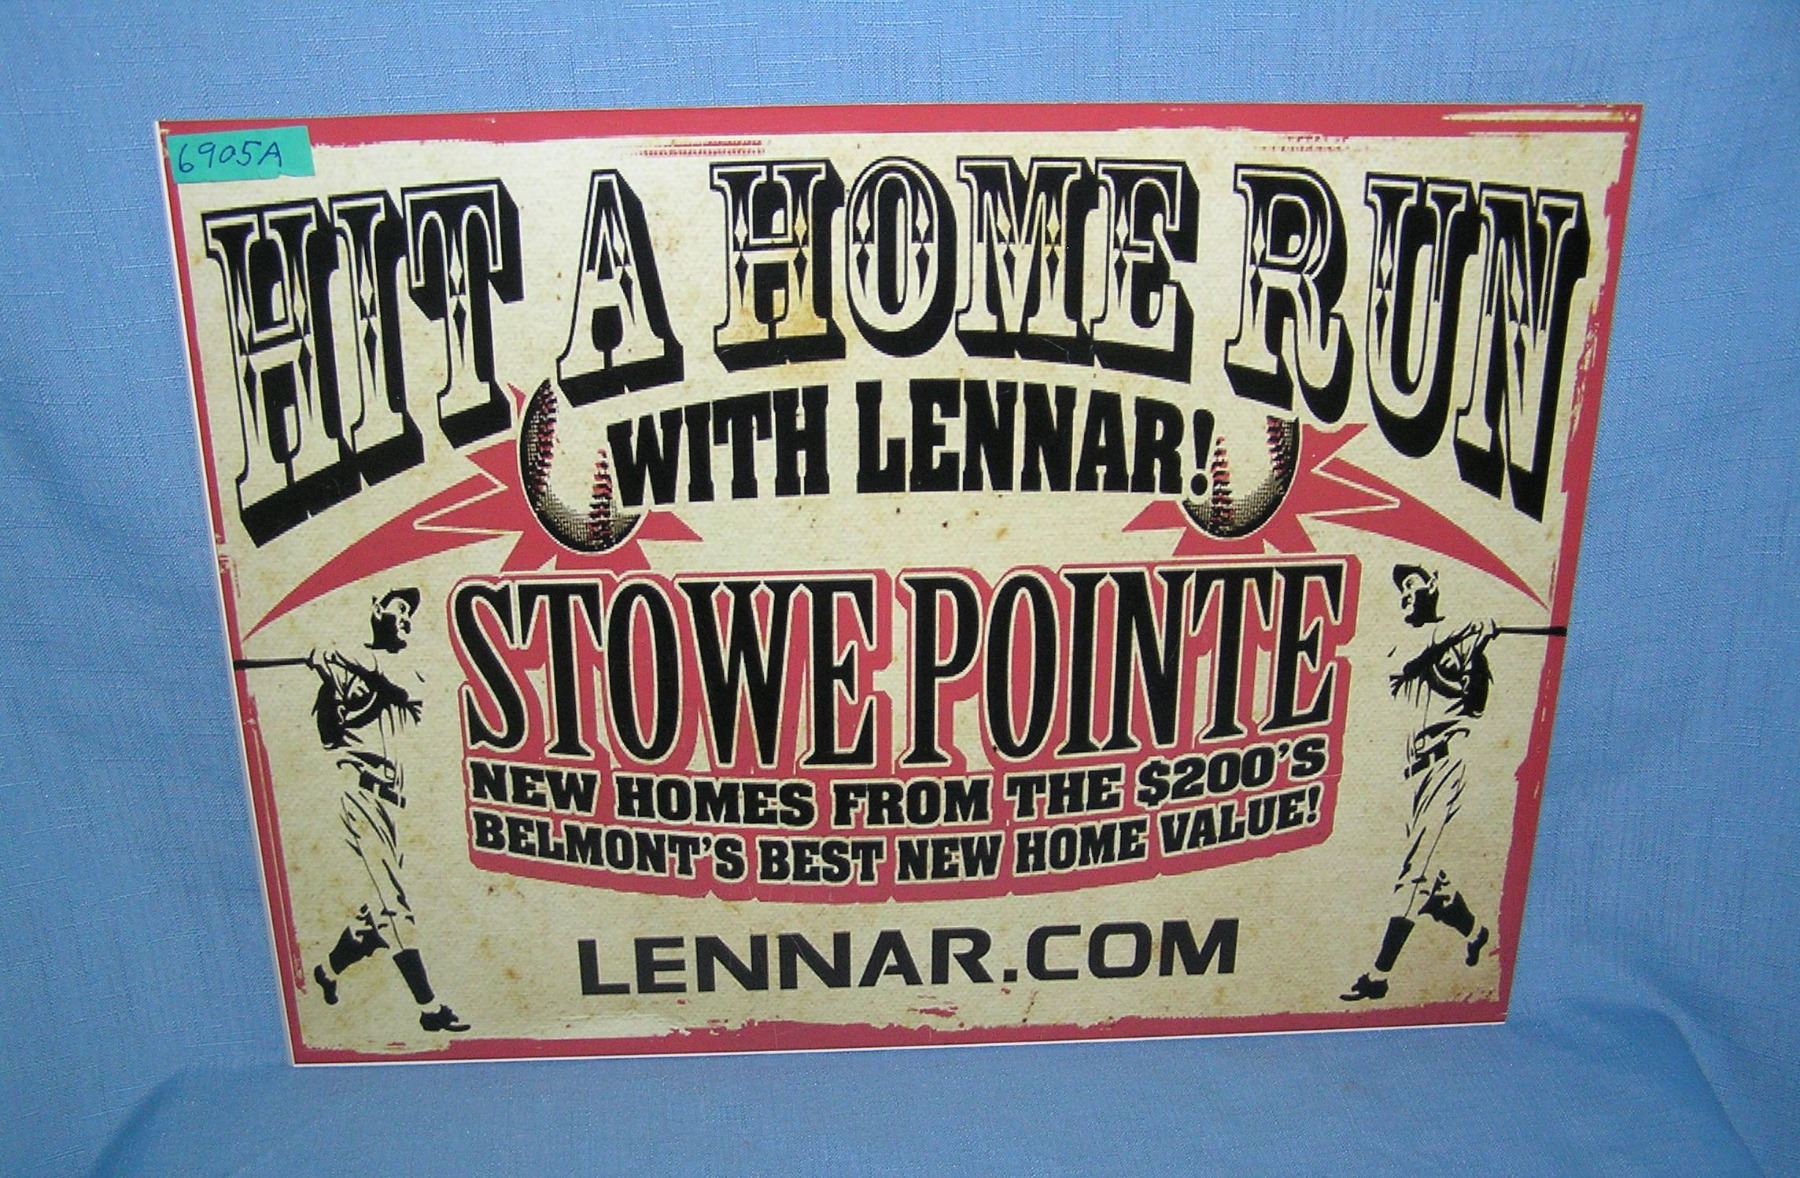 6905A
HIT A HOME RUN
WITH LENNAR!
STOWE POINTE
NEW HOMES FROM THE $200'S
BELMONT'S BEST NEW HOME VALUE!
LENNAR.COM